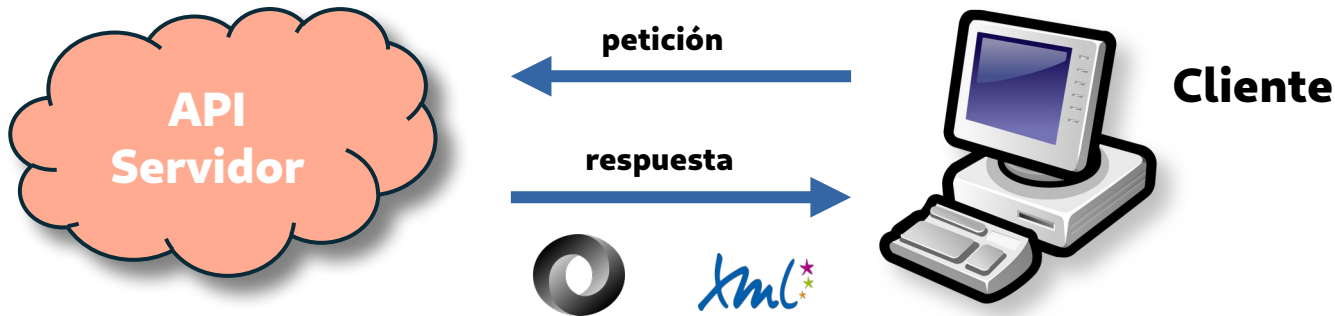 API
Servidor
petición
respuesta
Cliente
Xml